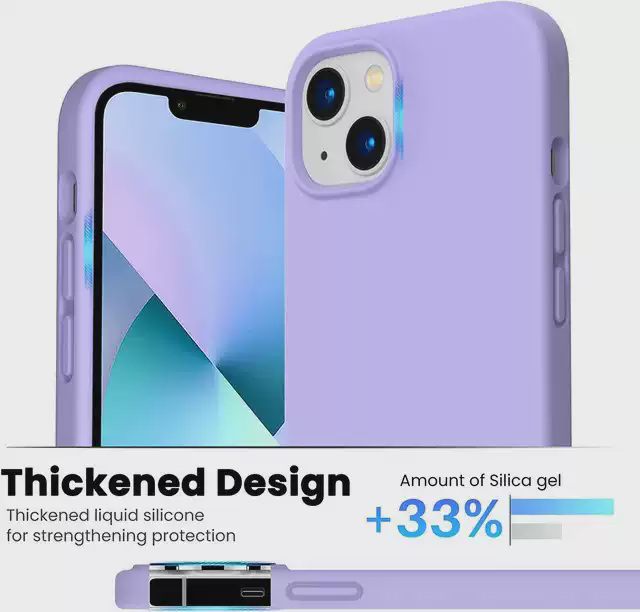 Thickened Design
Thickened liquid silicone
for strengthening protection
Amount of Silica gel
+33%